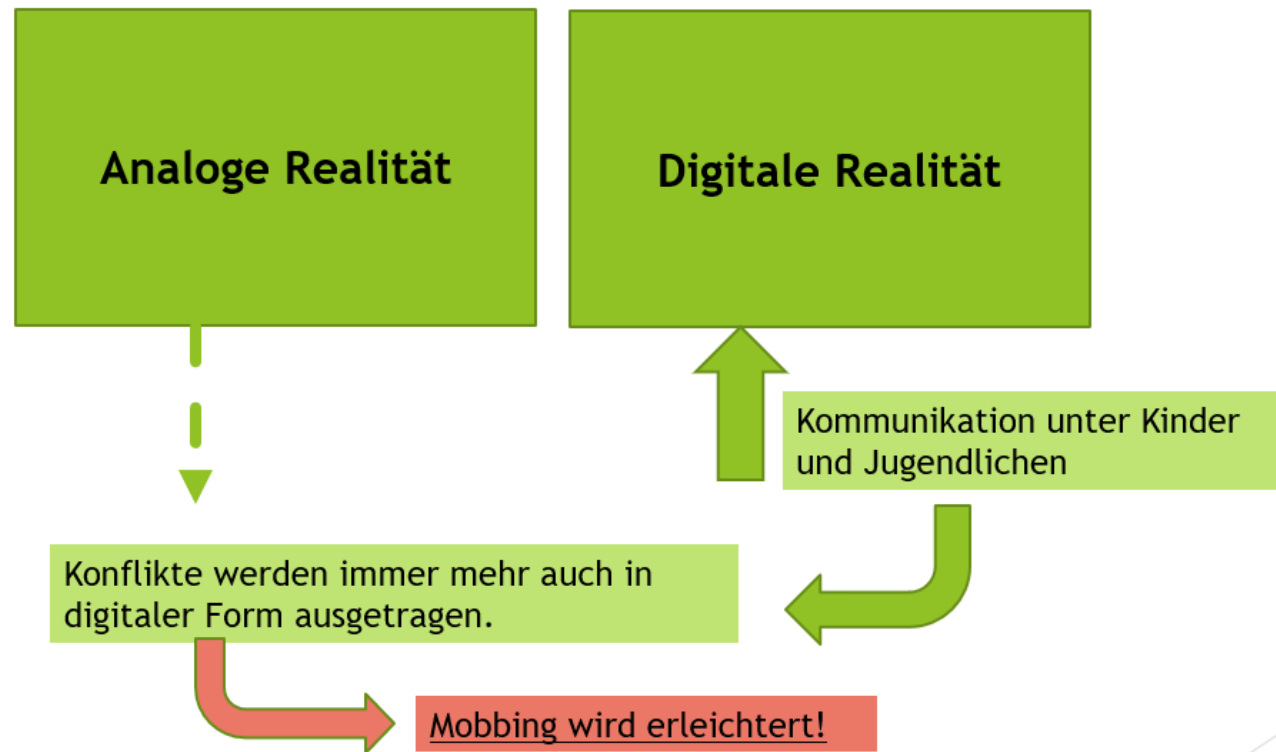 Analoge Realität
Digitale Realität
Kommunikation unter Kinder
und Jugendlichen
Konflikte werden immer mehr auch in
digitaler Form ausgetragen.
Mobbing wird erleichtert!